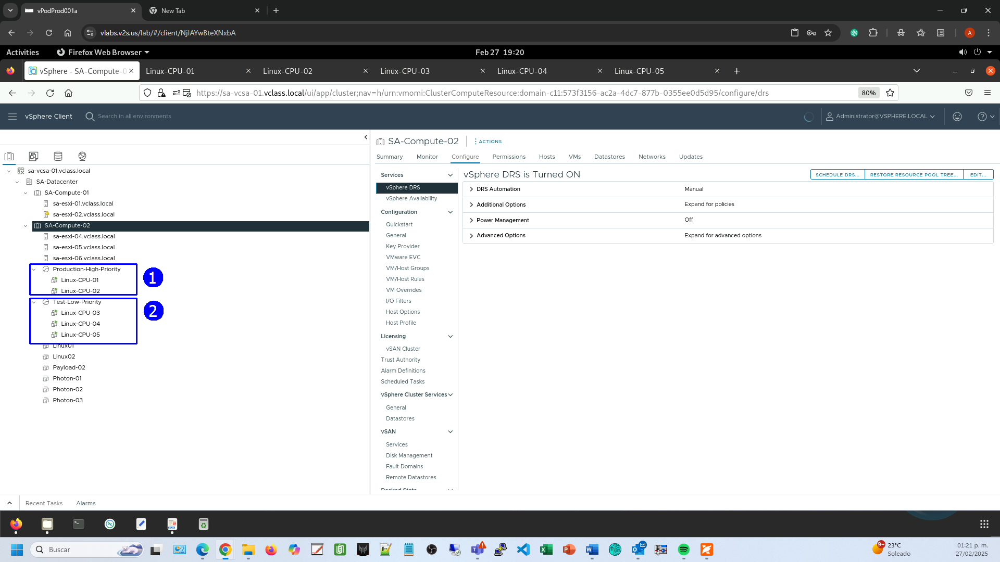 vPodProd001a
New Tab
vlabs.v2s.us/lab/#/client/NjIAYwBteXNxbA
A
Activities
Firefox Web Browser
Feb 27 19:20
vSphere - SA-Compute-0
Linux-CPU-01
Linux-CPU-02
Linux-CPU-03
Linux-CPU-04
Linux-CPU-05
https://sa-vcsa-01.vclass.local/ui/app/cluster;nav=h/urn:vmomi:ClusterComputeResource:domain-c11:573f3156-ac2a-4dc7-877b-0355ee0d5d95/configure/drs
80%
vSphere Client
Search in all environments
Administrator@VSPHERE.LOCAL
sa-vcsa-01.vclass.local
SA-Datacenter
SA-Compute-01
sa-esxi-01.vclass.local
sa-esxi-02.vclass.local
SA-Compute-02
sa-esxi-04.vclass.local
sa-esxi-05.vclass.local
sa-esxi-06.vclass.local
Production-High-Priority
Linux-CPU-01
Linux-CPU-02
1
Test-Low-Priority
Linux-CPU-03
Linux-CPU-04
Linux-CPU-05
2
Linux01
Linux02
Payload-02
Photon-01
Photon-02
Photon-03
SA-Compute-02
ACTIONS
Summary
Monitor
Configure
Permissions
Hosts
VMs
Datastores
Networks
Updates
Services
vSphere DRS
vSphere Availability
Configuration
Quickstart
General
Key Provider
VMware EVC
VM/Host Groups
VM/Host Rules
VM Overrides
I/O Filters
Host Options
Host Profile
Licensing
vSAN Cluster
Trust Authority
Alarm Definitions
Scheduled Tasks
vSphere Cluster Services
General
Datastores
vSAN
Services
Disk Management
Fault Domains
Remote Datastores
Desired State
vSphere DRS is Turned ON
SCHEDULE DRS...
RESTORE RESOURCE POOL TREE...
EDIT...
DRS Automation
Manual
Additional Options
Expand for policies
Power Management
Off
Advanced Options
Expand for advanced options
Recent Tasks
Alarms
Buscar
9+
23°C
Soleado
01:21 p. m.
27/02/2025